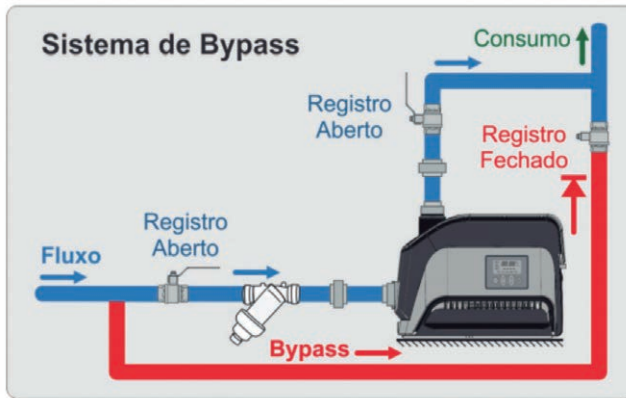 Sistema de Bypass
Consumo
Registro
Aberto
Registro
Fechado
Registro
Aberto
Fluxo
Bypass